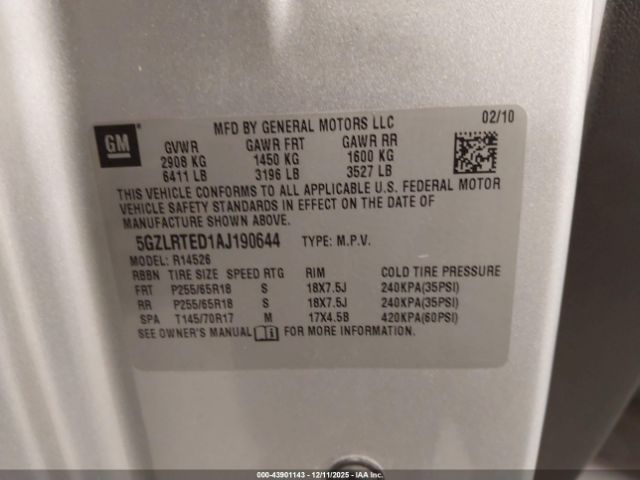 MFD BY GENERAL MOTORS LLC 02/10
GM
GVWR GAWR FRT GAWR RR
2908 KG 1450 KG 1600 KG
6411 LB 3196 LB 3527 LB
THIS VEHICLE CONFORMS TO ALL APPLICABLE U.S. FEDERAL MOTOR
VEHICLE SAFETY STANDARDS IN EFFECT ON THE DATE OF
MANUFACTURE SHOWN ABOVE.
5GZLRTED1AJ190644 TYPE: M.P.V.
MODEL: R14526
RBBN TIRE SIZE SPEED RTG RIM COLD TIRE PRESSURE
FRT P255/65R18 S 18X7.5J 240KPA(35PSI)
RR P255/65R18 S 18X7.5J 240KPA(35PSI)
SPA T145/70R17 M 17X4.5B 420KPA(60PSI)
SEE OWNER'S MANUAL FOR MORE INFORMATION.
000-43901143 - 12/11/2025 - IAA Inc.